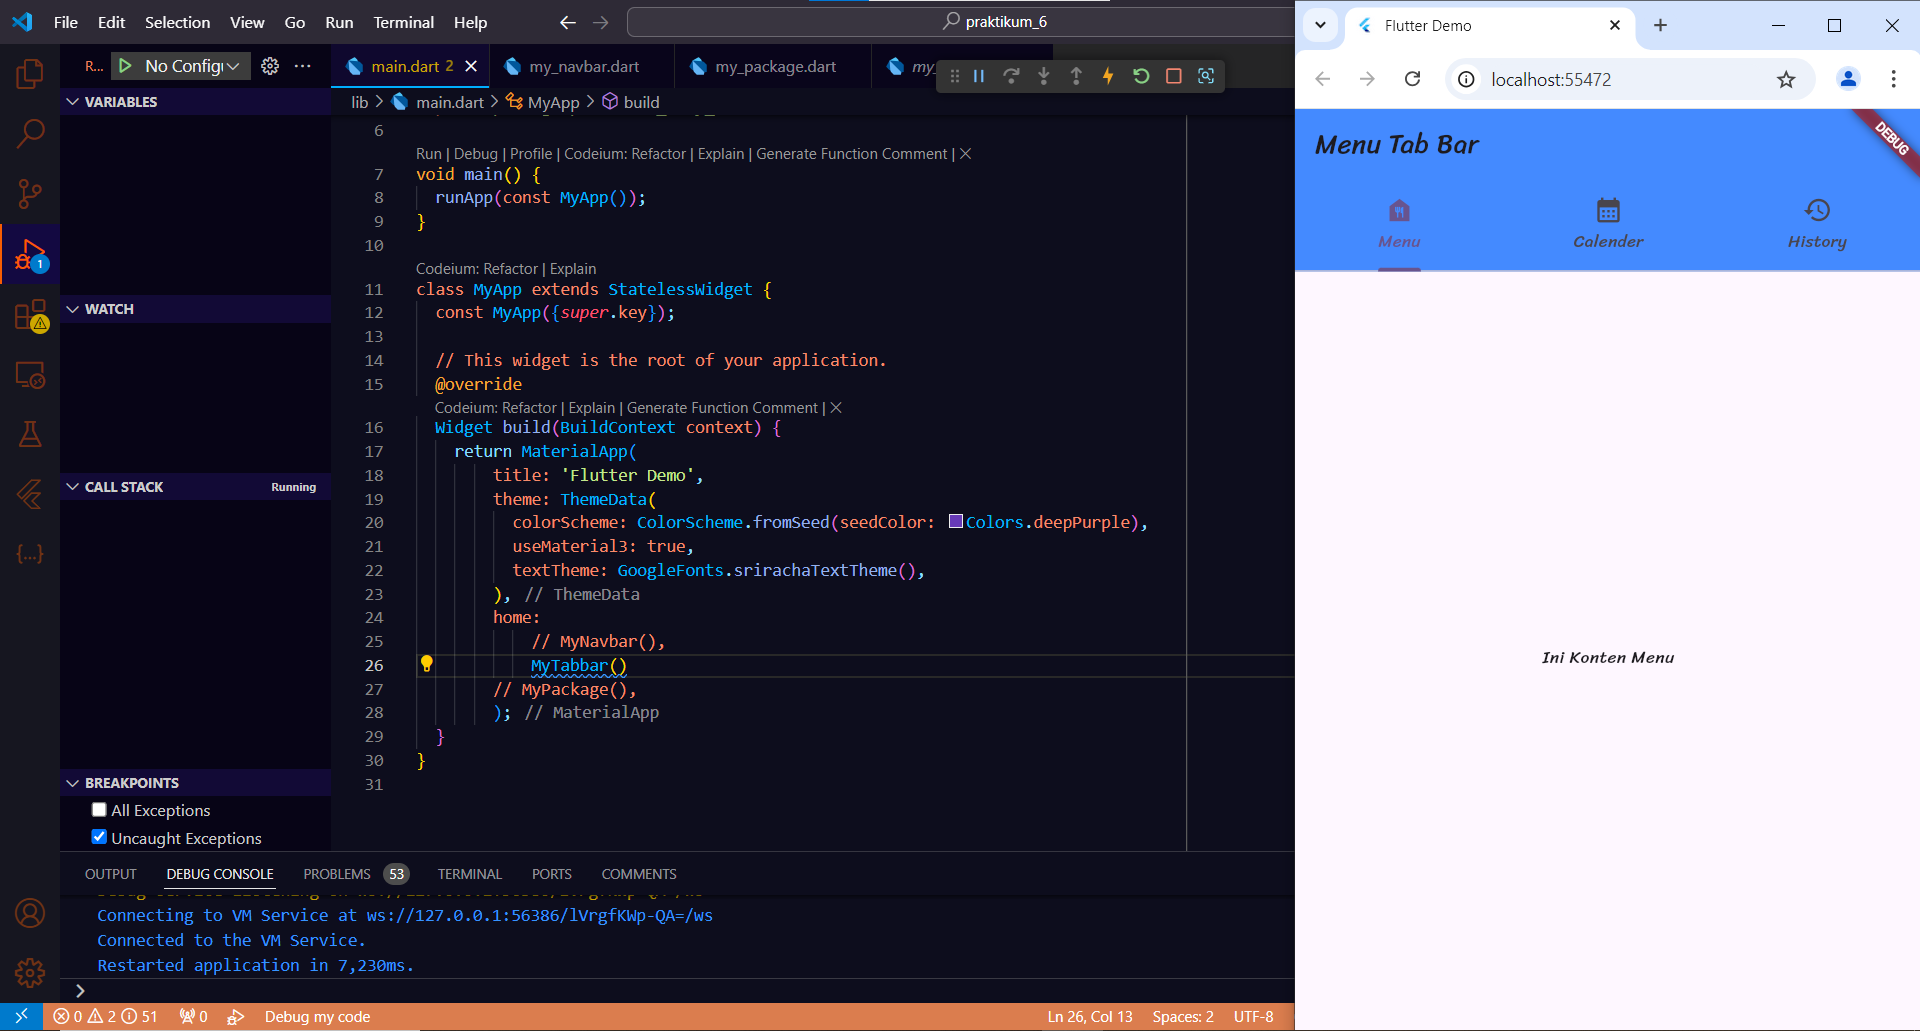 File Edit Selection View Go Run Terminal Help
praktikum_6
R... No Config
main.dart 2
my_navbar.dart
my_package.dart
my_
lib > main.dart > MyApp > build
VARIABLES
WATCH
CALL STACK Running
BREAKPOINTS
All Exceptions
Uncaught Exceptions
6
Run | Debug | Profile | Codeium: Refactor | Explain | Generate Function Comment | ×
7 void main() {
8 runApp(const MyApp());
9 }
10
Codeium: Refactor | Explain
11 class MyApp extends StatelessWidget {
12 const MyApp({super.key});
13
14 // This widget is the root of your application.
15 @override
Codeium: Refactor | Explain | Generate Function Comment | ×
16 Widget build(BuildContext context) {
17 return MaterialApp(
18 title: 'Flutter Demo',
19 theme: ThemeData(
20 colorScheme: ColorScheme.fromSeed(seedColor: Colors.deepPurple),
21 useMaterial3: true,
22 textTheme: GoogleFonts.srirachaTextTheme(),
23 ), // ThemeData
24 home:
25 // MyNavbar(),
26 MyTabbar()
27 // MyPackage(),
28 ); // MaterialApp
29 }
30 }
31
OUTPUT DEBUG CONSOLE PROBLEMS 53 TERMINAL PORTS COMMENTS
Connecting to VM Service at ws://127.0.0.1:56386/lVrgfKWp-QA=/ws
Connected to the VM Service.
Restarted application in 7,230ms.
0 2 51 0 Debug my code
Ln 26, Col 13 Spaces: 2 UTF-8
1
Flutter Demo
localhost:55472
Menu Tab Bar
DEBUG
Menu
Calender
History
Ini Konten Menu